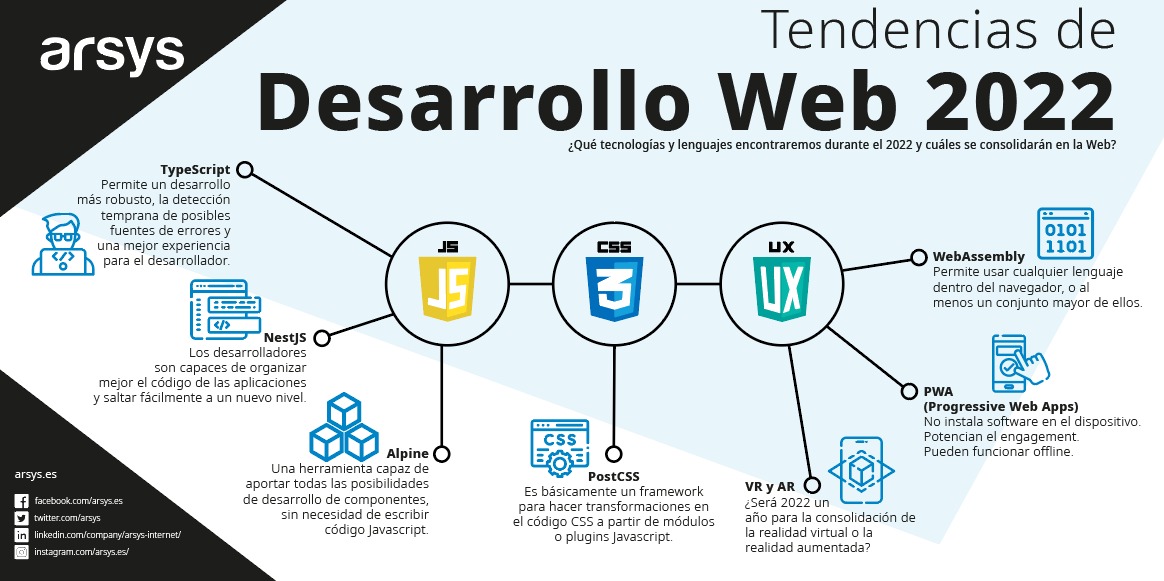 arsys
Tendencias de
Desarrollo Web 2022
¿Qué tecnologías y lenguajes encontraremos durante el 2022 y cuáles se consolidarán en la Web?
TypeScript
Permite un desarrollo
más robusto, la detección
temprana de posibles
fuentes de errores y
una mejor experiencia
para el desarrollador.
NestJS
Los desarrolladores
son capaces de organizar
mejor el código de las aplicaciones
y saltar fácilmente a un nuevo nivel.
Alpine
Una herramienta capaz de
aportar todas las posibilidades
de desarrollo de componentes,
sin necesidad de escribir
código Javascript.
JS
JS
CSS
3
UX
UX
CSS
PostCSS
Es básicamente un framework
para hacer transformaciones en
el código CSS a partir de módulos
o plugins Javascript.
VR y AR
¿Será 2022 un
año para la consolidación de
la realidad virtual o la
realidad aumentada?
0101
1101
WebAssembly
Permite usar cualquier lenguaje
dentro del navegador, o al
menos un conjunto mayor de ellos.
PWA
(Progressive Web Apps)
No instala software en el dispositivo.
Potencian el engagement.
Pueden funcionar offline.
arsys.es
facebook.com/arsys.es
twitter.com/arsys
linkedin.com/company/arsys-internet/
instagram.com/arsys.es/